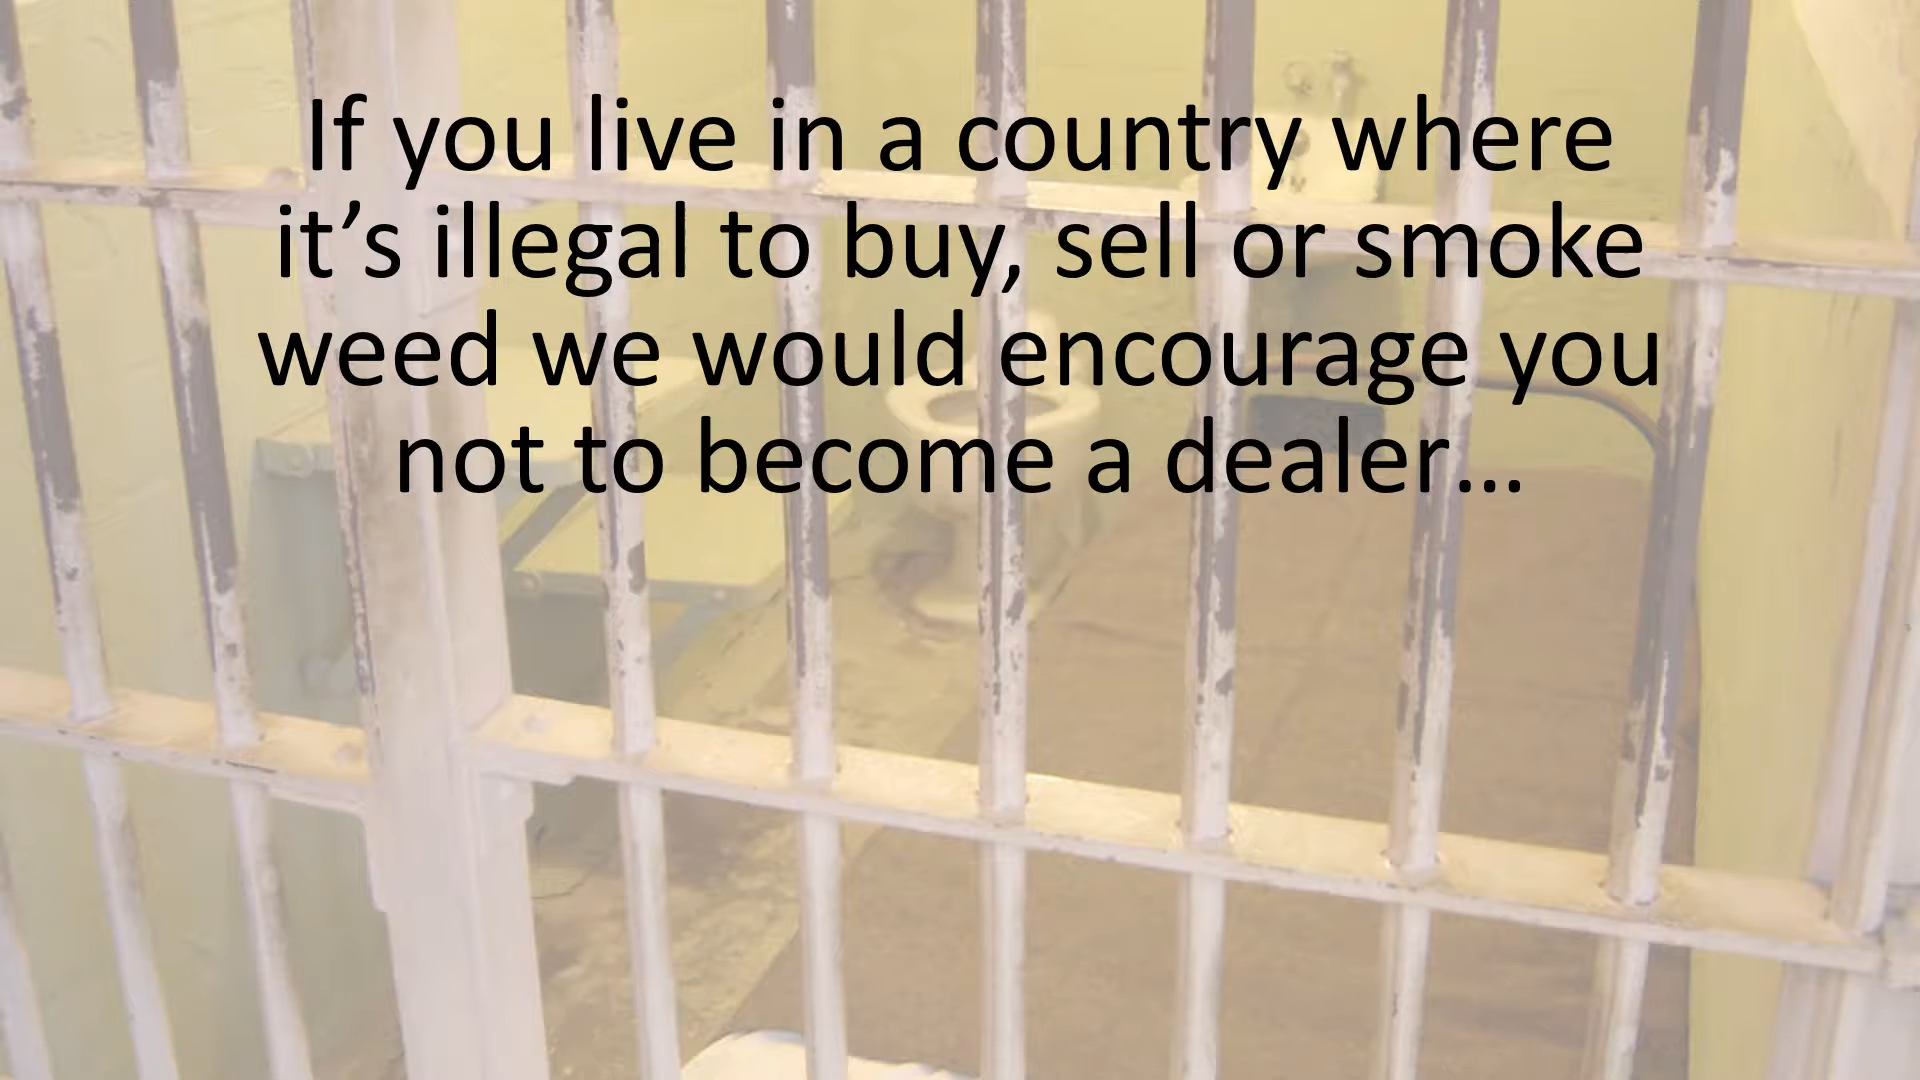 If you live in a country where
it’s illegal to buy, sell or smoke
weed we would encourage you
not to become a dealer…